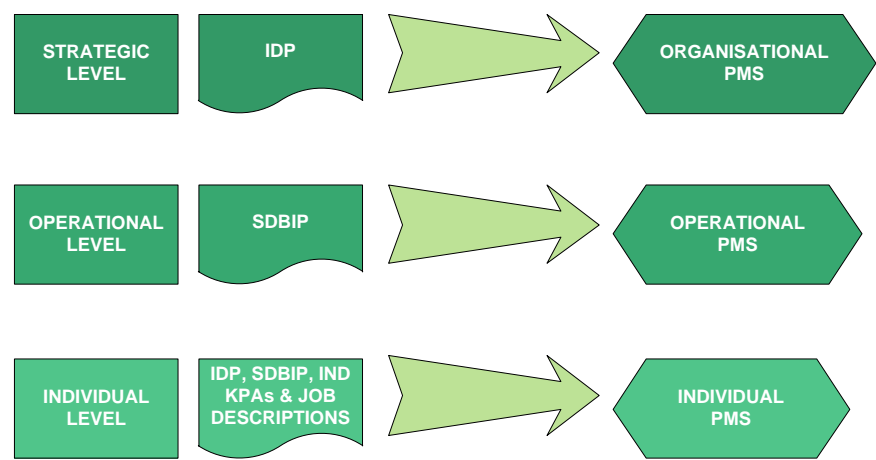 STRATEGIC
LEVEL
IDP
ORGANISATIONAL
PMS
OPERATIONAL
LEVEL
SDBIP
OPERATIONAL
PMS
INDIVIDUAL
LEVEL
IDP, SDBIP, IND
KPAs & JOB
DESCRIPTIONS
INDIVIDUAL
PMS